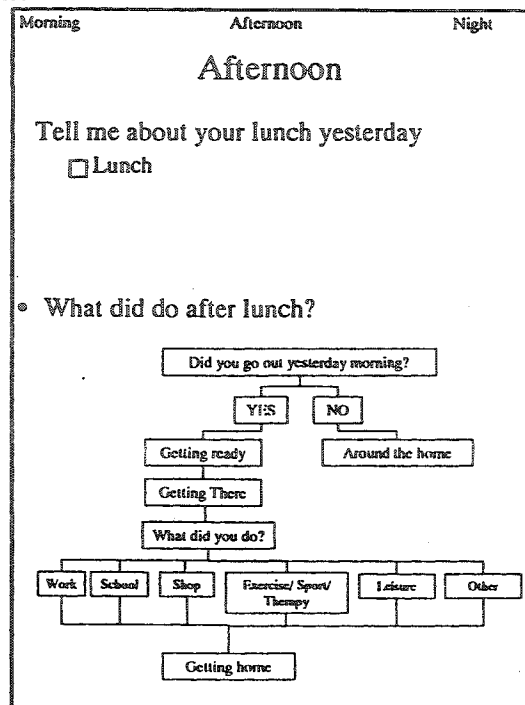 Morning Afternoon Night
Afternoon
Tell me about your lunch yesterday
Lunch
• What did do after lunch?
Did you go out yesterday morning?
YES NO
Getting ready Around the home
Getting There
What did you do?
Work School Shop Exercise/ Sport/ Leisure Other
Therapy
Getting home